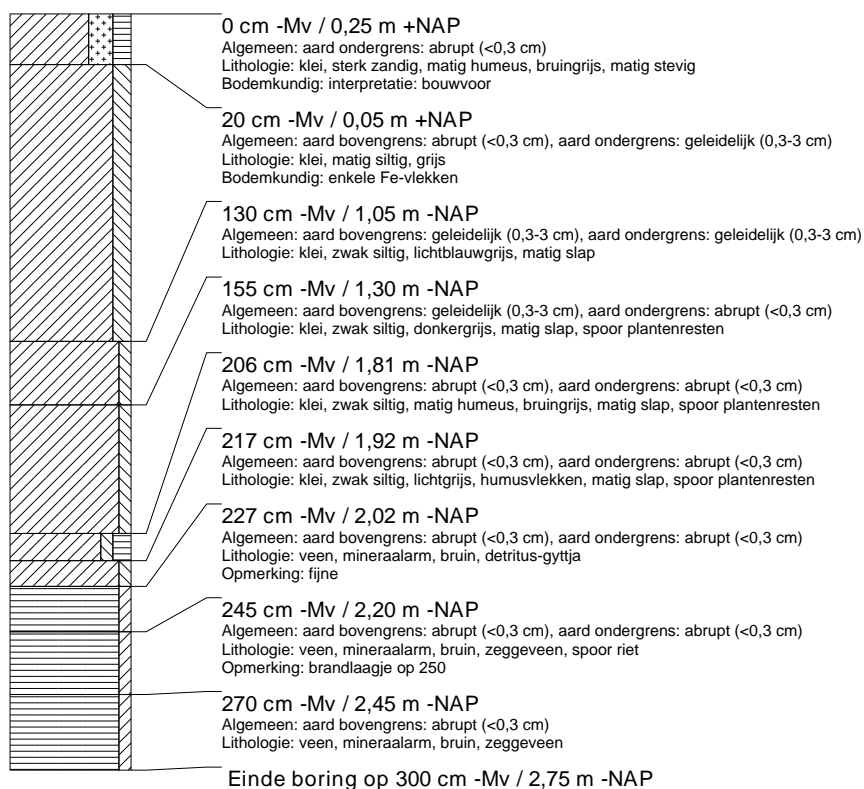 0 cm -Mv / 0,25 m +NAP
Algemeen: aard ondergrens: abrupt (<0,3 cm)
Lithologie: klei, sterk zandig, matig humeus, bruingrijs, matig stevig
Bodemkundig: interpretatie: bouwvoor
20 cm -Mv / 0,05 m +NAP
Algemeen: aard bovengrens: abrupt (<0,3 cm), aard ondergrens: geleidelijk (0,3-3 cm)
Lithologie: klei, matig siltig, grijs
Bodemkundig: enkele Fe-vlekken
130 cm -Mv / 1,05 m -NAP
Algemeen: aard bovengrens: geleidelijk (0,3-3 cm), aard ondergrens: geleidelijk (0,3-3 cm)
Lithologie: klei, zwak siltig, lichtblauwgrijs, matig slap
155 cm -Mv / 1,30 m -NAP
Algemeen: aard bovengrens: geleidelijk (0,3-3 cm), aard ondergrens: abrupt (<0,3 cm)
Lithologie: klei, zwak siltig, donkergrijs, matig slap, spoor plantenresten
206 cm -Mv / 1,81 m -NAP
Algemeen: aard bovengrens: abrupt (<0,3 cm), aard ondergrens: abrupt (<0,3 cm)
Lithologie: klei, zwak siltig, matig humeus, bruingrijs, matig slap, spoor plantenresten
217 cm -Mv / 1,92 m -NAP
Algemeen: aard bovengrens: abrupt (<0,3 cm), aard ondergrens: abrupt (<0,3 cm)
Lithologie: klei, zwak siltig, lichtgrijs, humusvlekken, matig slap, spoor plantenresten
227 cm -Mv / 2,02 m -NAP
Algemeen: aard bovengrens: abrupt (<0,3 cm), aard ondergrens: abrupt (<0,3 cm)
Lithologie: veen, mineraalarm, bruin, detritus-gyttja
Opmerking: fijne
245 cm -Mv / 2,20 m -NAP
Algemeen: aard bovengrens: abrupt (<0,3 cm), aard ondergrens: abrupt (<0,3 cm)
Lithologie: veen, mineraalarm, bruin, zeggeveen, spoor riet
Opmerking: brandlaagje op 250
270 cm -Mv / 2,45 m -NAP
Algemeen: aard bovengrens: abrupt (<0,3 cm)
Lithologie: veen, mineraalarm, bruin, zeggeveen
Einde boring op 300 cm -Mv / 2,75 m -NAP